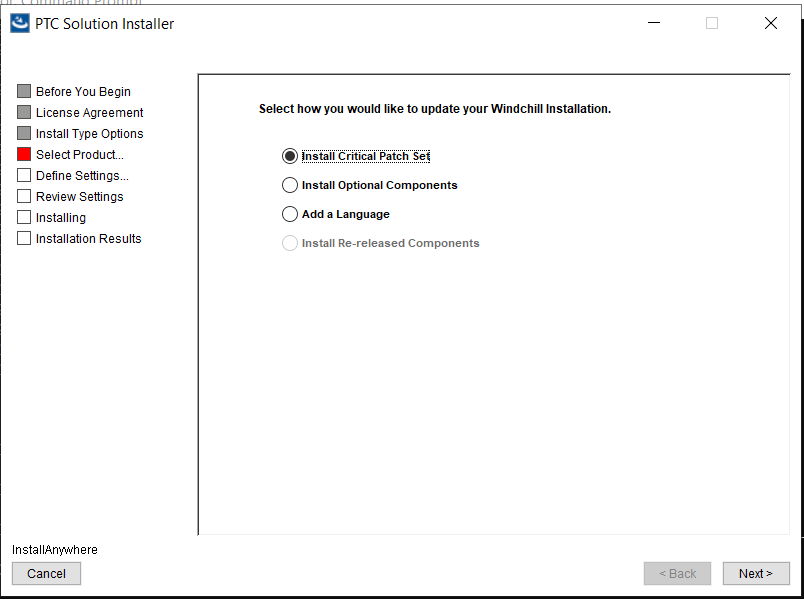 PTC Solution Installer
Before You Begin
License Agreement
Install Type Options
Select Product...
Define Settings...
Review Settings
Installing
Installation Results
Select how you would like to update your Windchill Installation.
Install Critical Patch Set
Install Optional Components
Add a Language
Install Re-released Components
InstallAnywhere
Cancel
< Back
Next >